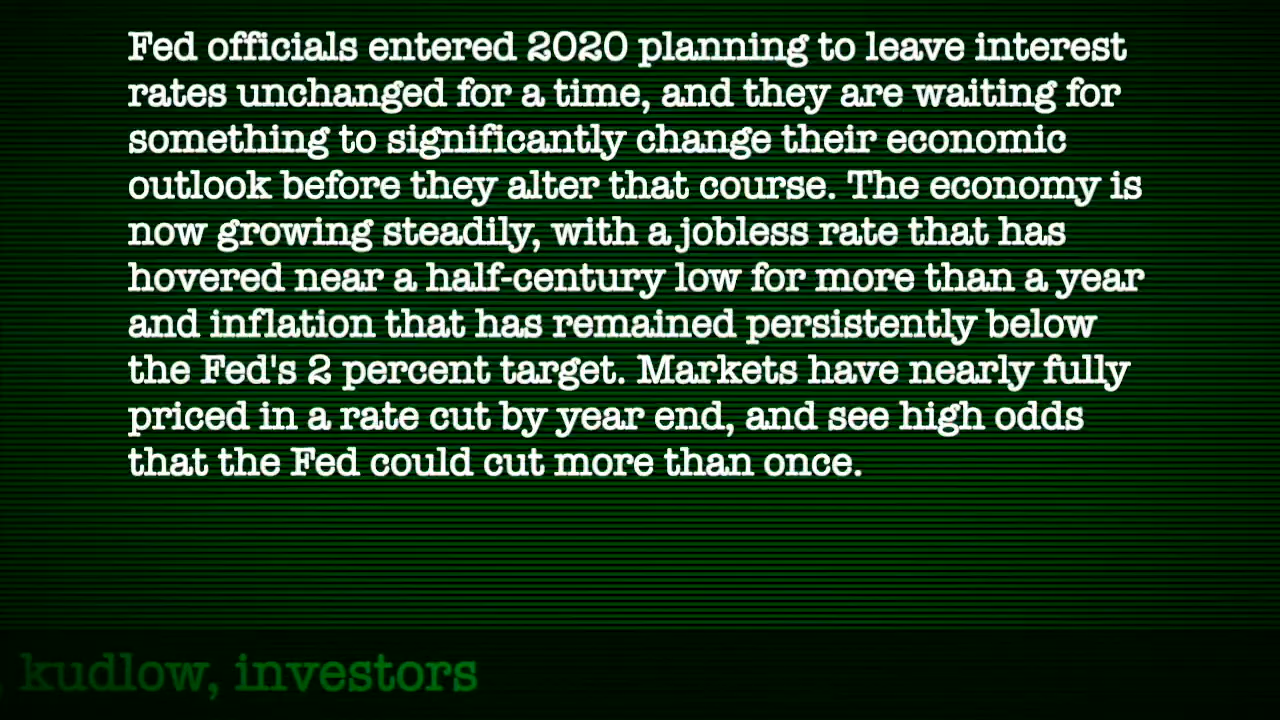 Fed officials entered 2020 planning to leave interest
rates unchanged for a time, and they are waiting for
something to significantly change their economic
outlook before they alter that course. The economy is
now growing steadily, with a jobless rate that has
hovered near a half-century low for more than a year
and inflation that has remained persistently below
the Fed's 2 percent target. Markets have nearly fully
priced in a rate cut by year end, and see high odds
that the Fed could cut more than once.
, kudlow, investors